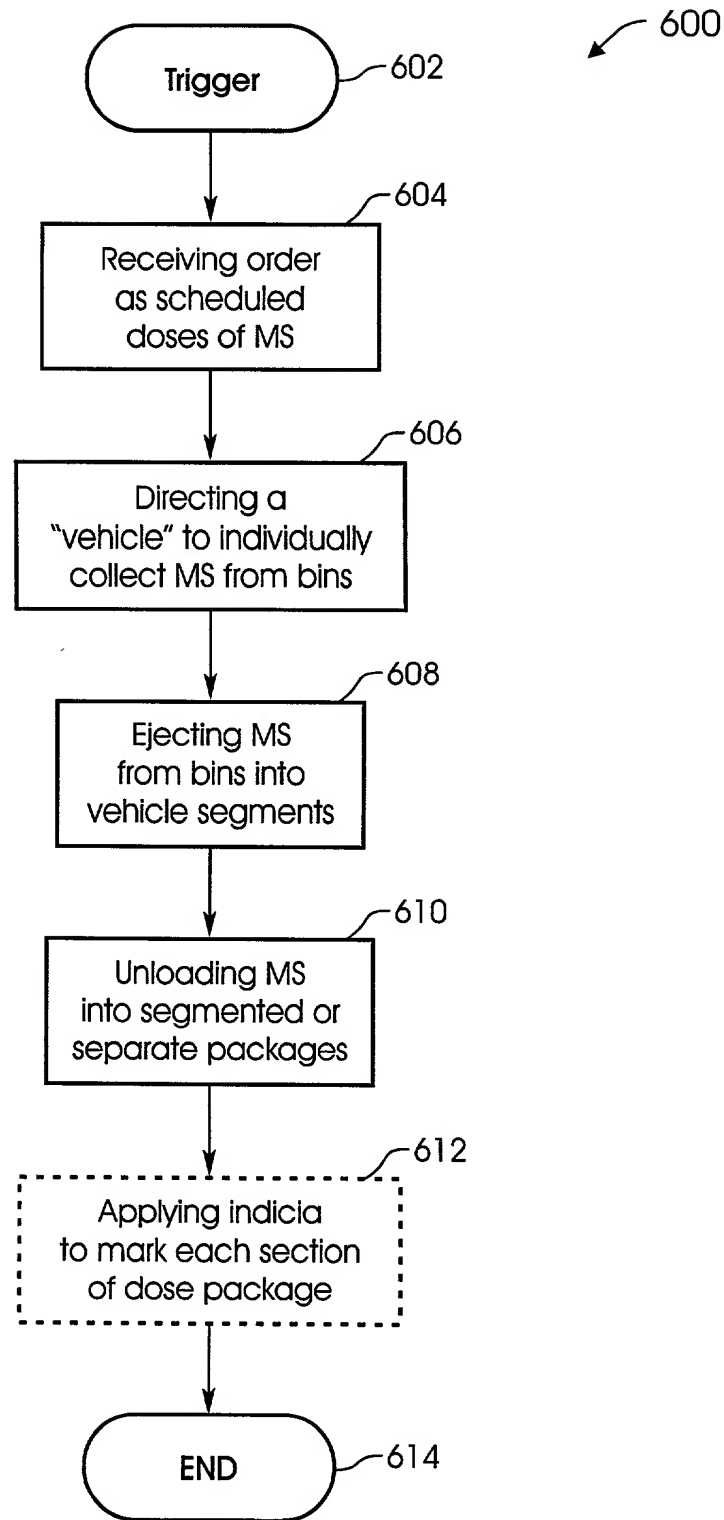 600
Trigger
602
604
Receiving order
as scheduled
doses of MS
606
Directing a
"vehicle" to individually
collect MS from bins
608
Ejecting MS
from bins into
vehicle segments
610
Unloading MS
into segmented or
separate packages
612
Applying indicia
to mark each section
of dose package
END
614